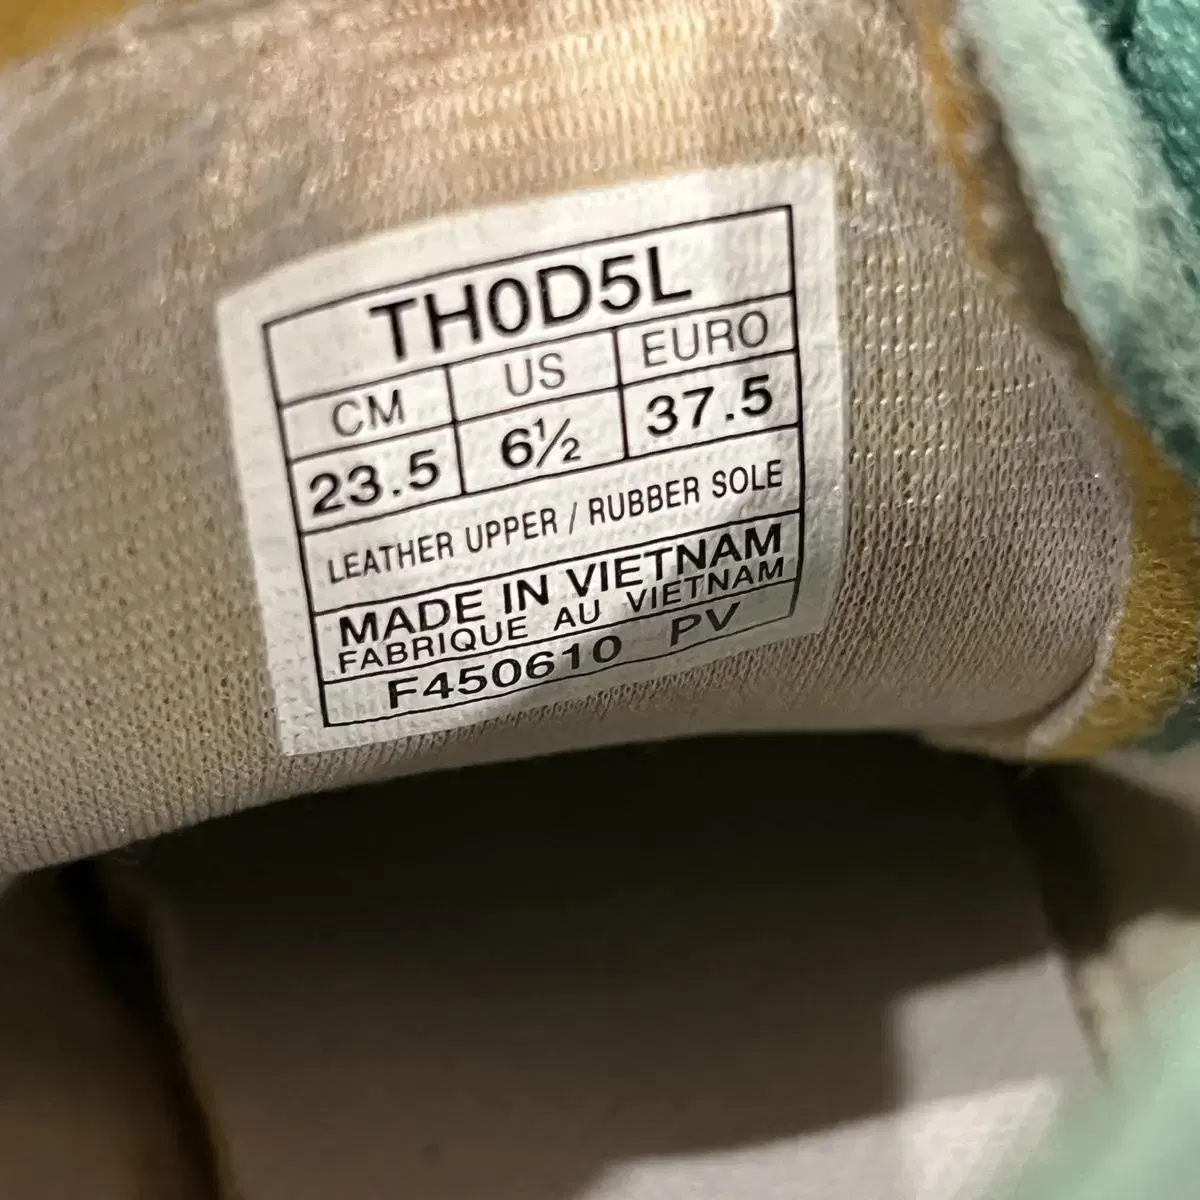 TH0D5L
CM US EURO
23.5 6½ 37.5
LEATHER UPPER / RUBBER SOLE
MADE IN VIETNAM
FABRIQUE AU VIETNAM
F450610 PV